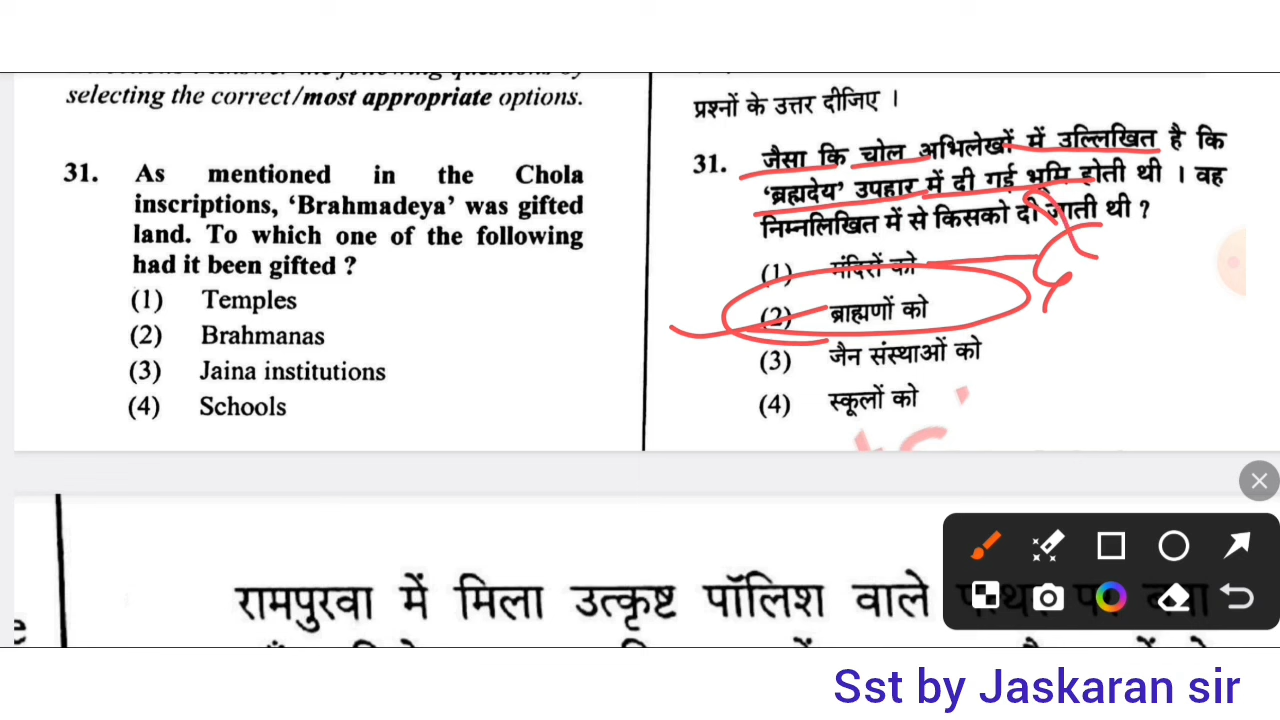 selecting the correct/most appropriate options.
31. As mentioned in the Chola
inscriptions, ‘Brahmadeya’ was gifted
land. To which one of the following
had it been gifted ?
(1) Temples
(2) Brahmanas
(3) Jaina institutions
(4) Schools
प्रश्नों के उत्तर दीजिए ।
31. जैसा कि चोल अभिलेखों में उल्लिखित है कि
‘ब्रह्मदेय’ उपहार में दी गई भूमि होती थी । वह
निम्नलिखित में से किसको दी जाती थी ?
(1) मंदिरों को
(2) ब्राह्मणों को
(3) जैन संस्थाओं को
(4) स्कूलों को
रामपुरवा में मिला उत्कृष्ट पॉलिश वाले
Sst by Jaskaran sir